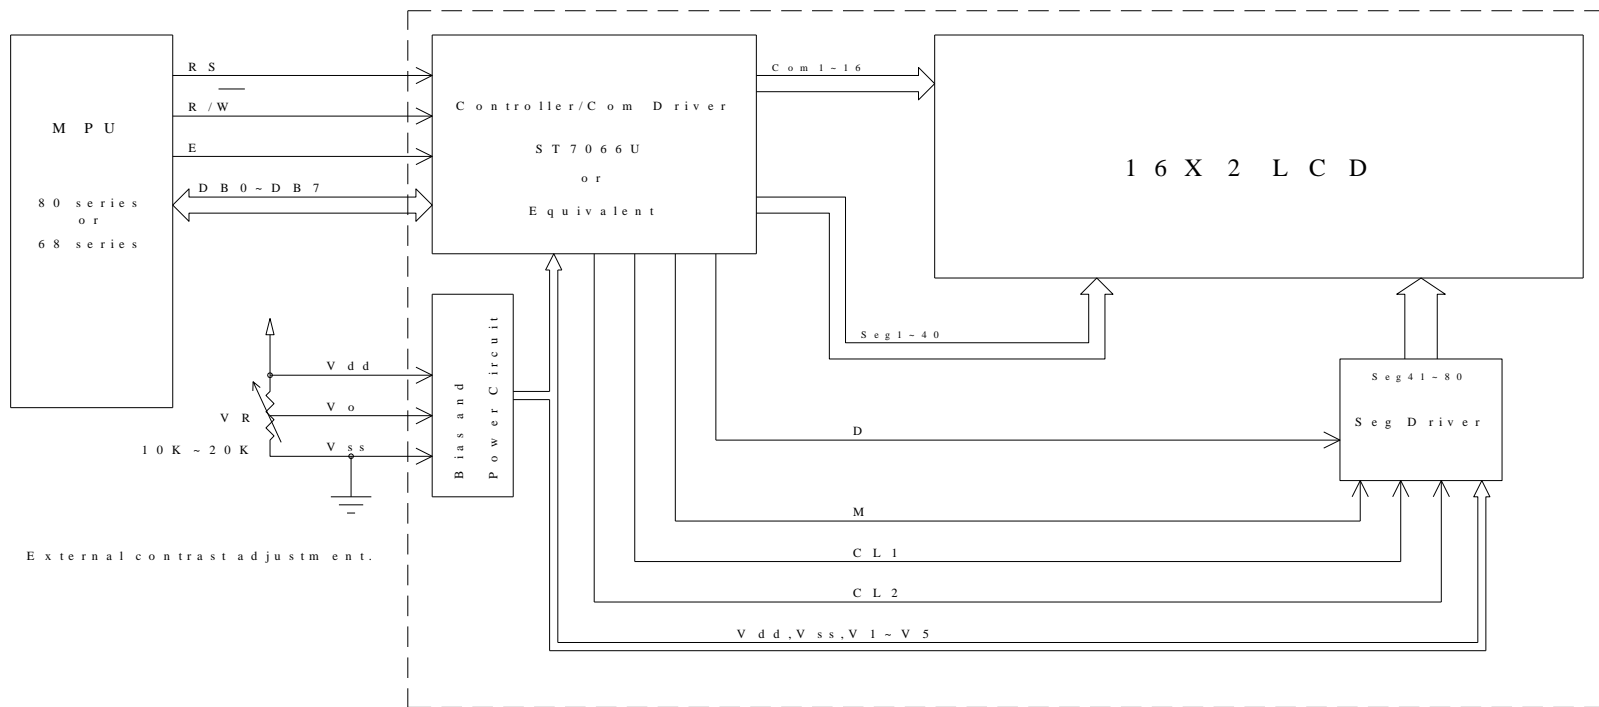 MPU
80 series
or
68 series
RS
R/W
E
DB0~DB7
Controller/Com Driver
ST7066U
or
Equivalent
Com1~16
16X2 LCD
Seg1~40
Seg41~80
Seg Driver
Vdd
Vo
Vss
VR
10K~20K
Bias and
Power Circuit
D
M
CL1
CL2
Vdd,Vss,V1~V5
External contrast adjustment.